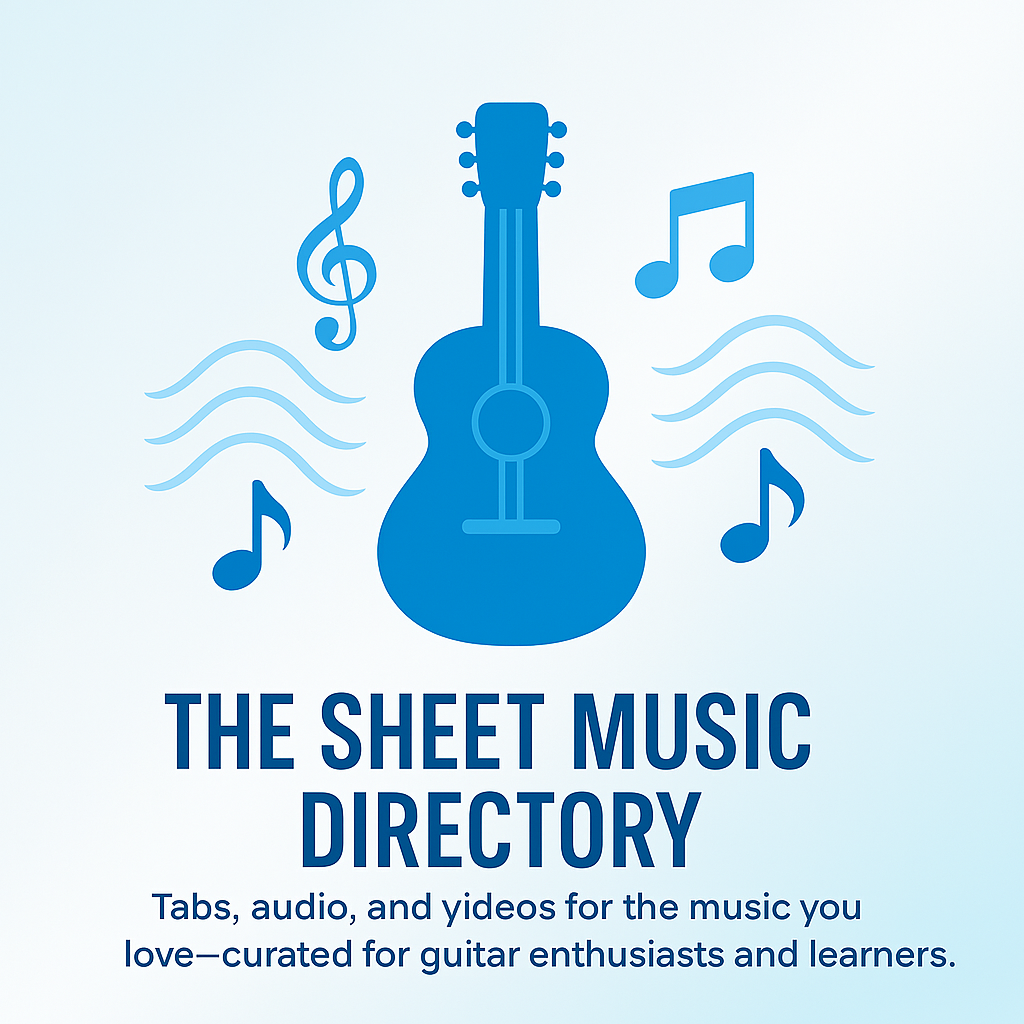 THE SHEET MUSIC
DIRECTORY
Tabs, audio, and yideos for the music you
love—curated for guitar enthusiasts and learners.